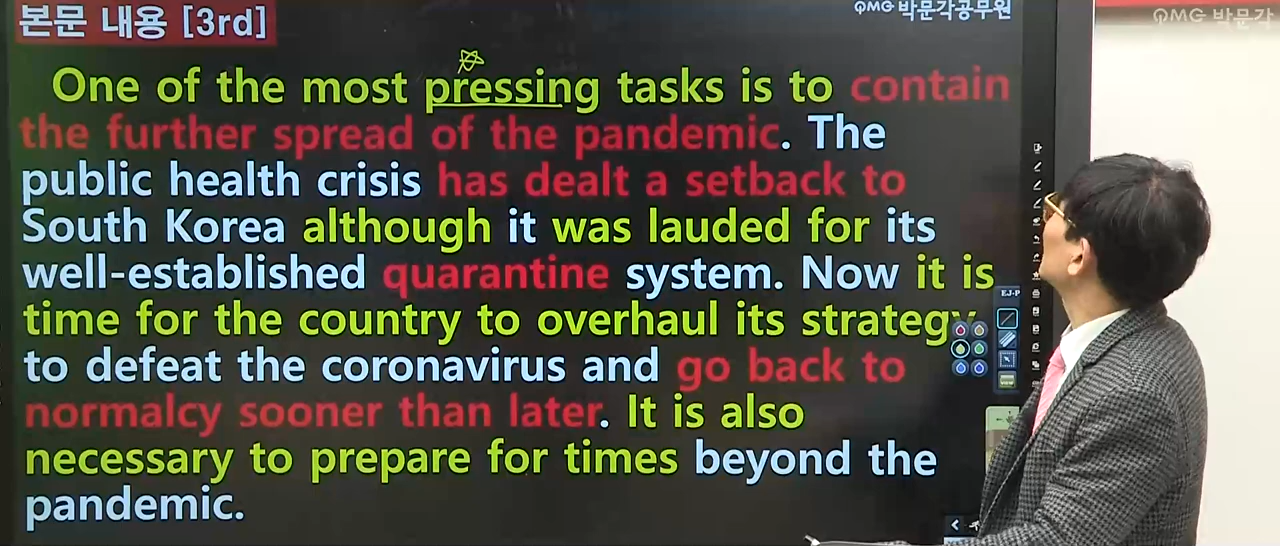 본문 내용 [3rd]
QMG 박문각공무원
QMG 박문각
One of the most pressing tasks is to contain
the further spread of the pandemic. The
public health crisis has dealt a setback to
South Korea although it was lauded for its
well-established quarantine system. Now it is
time for the country to overhaul its strategy
to defeat the coronavirus and go back to
normalcy sooner than later. It is also
necessary to prepare for times beyond the
pandemic.
EJ-P